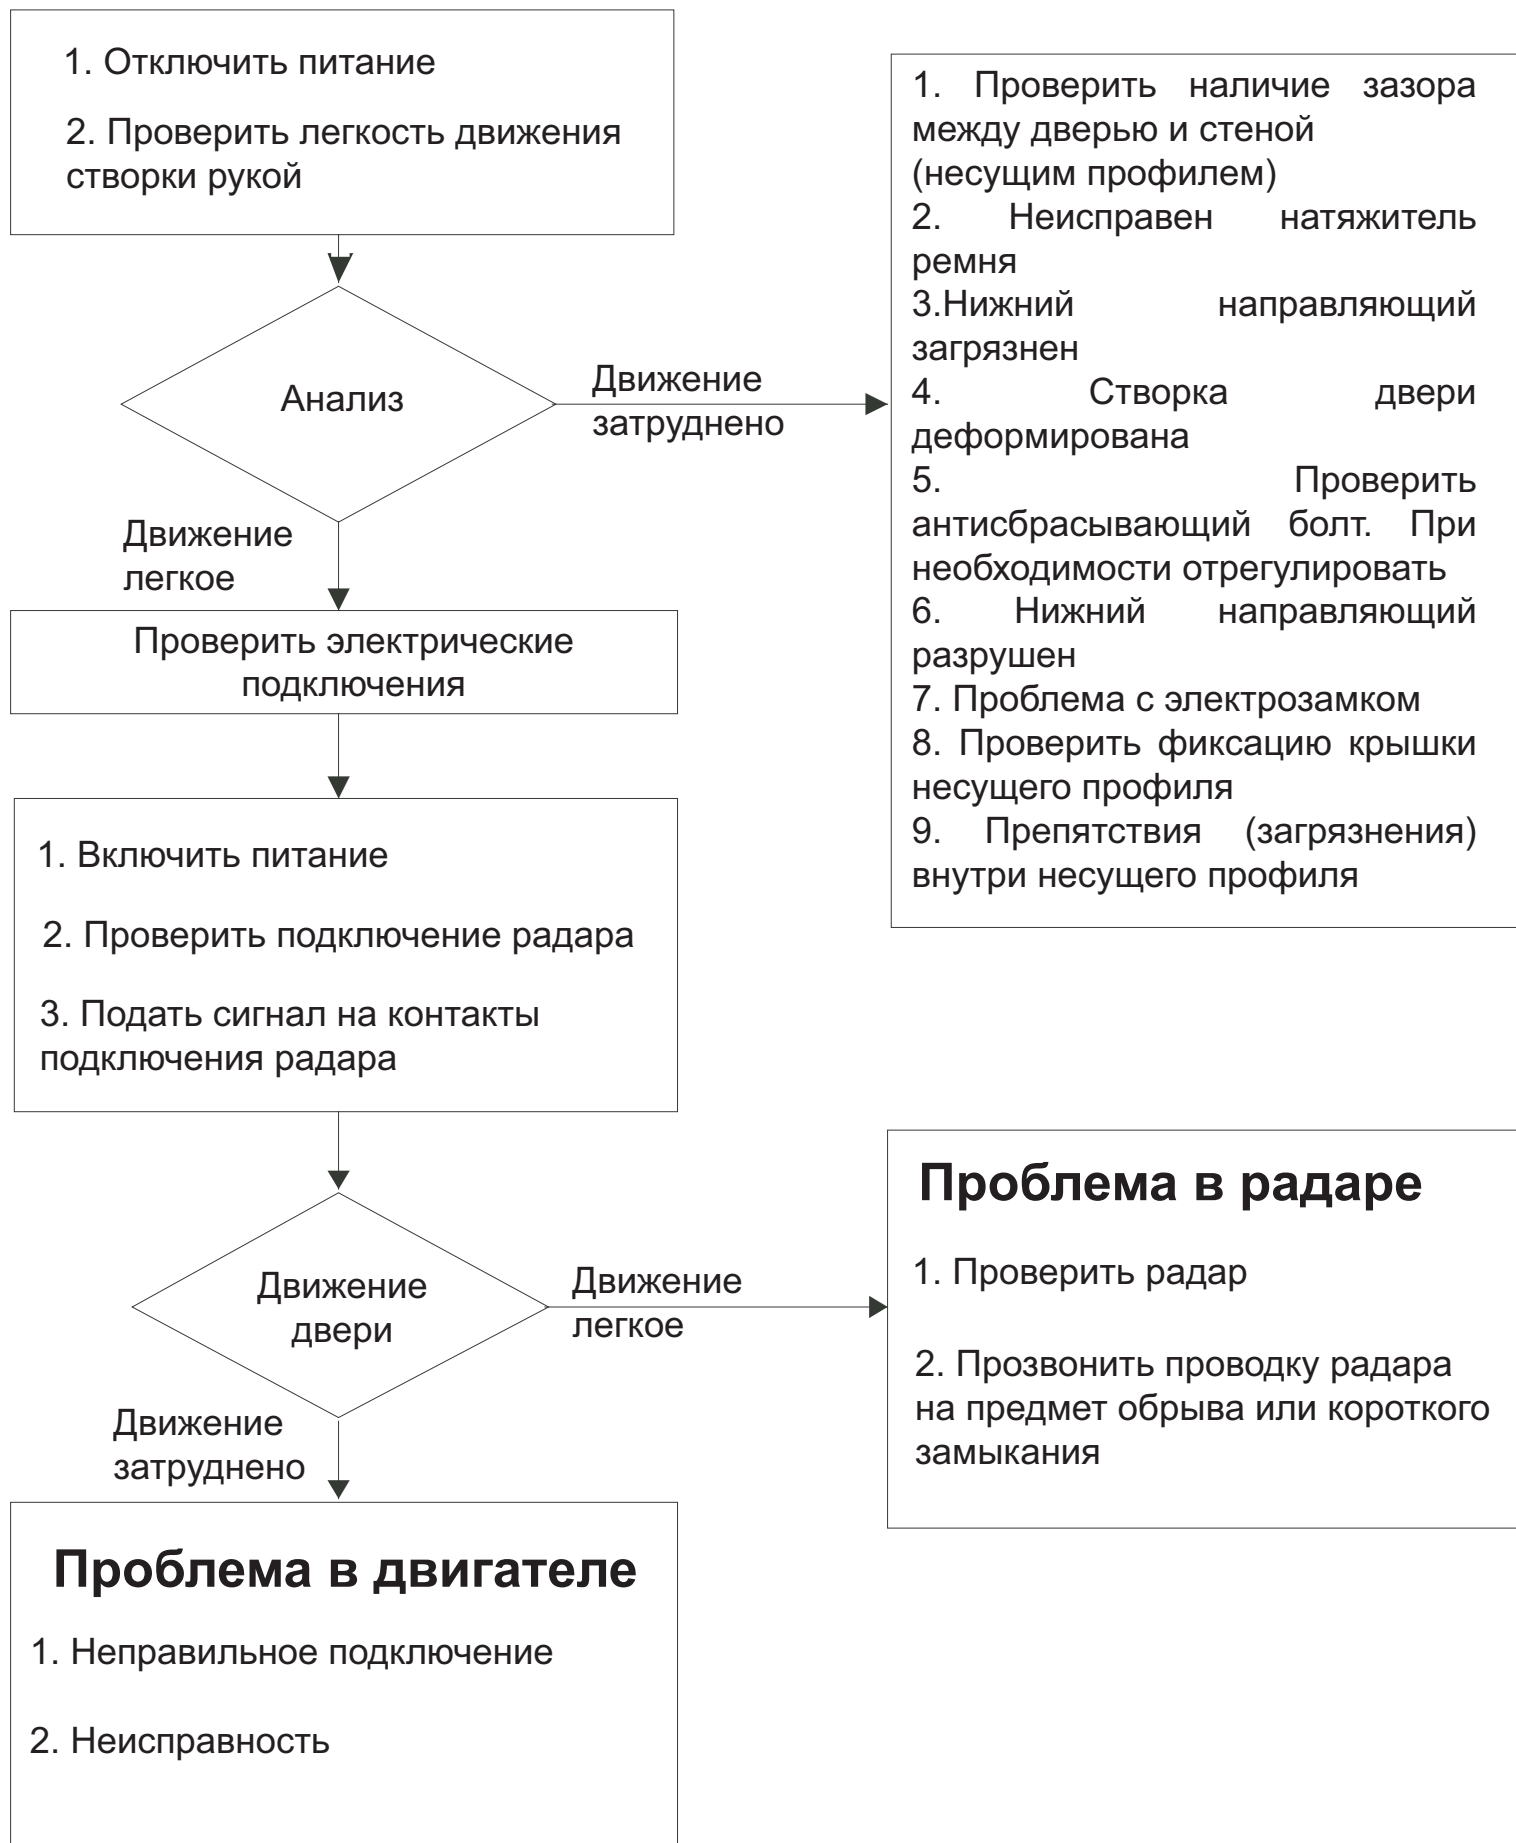 1. Отключить питание
2. Проверить легкость движения
створки рукой
Анализ
Движение
затруднено
1. Проверить наличие зазора
между дверью и стеной
(несущим профилем)
2. Неисправен натяжитель
ремня
3.Нижний направляющий
загрязнен
4. Створка двери
деформирована
5. Проверить
антисбрасывающий болт. При
необходимости отрегулировать
6. Нижний направляющий
разрушен
7. Проблема с электрозамком
8. Проверить фиксацию крышки
несущего профиля
9. Препятствия (загрязнения)
внутри несущего профиля
Движение
легкое
Проверить электрические
подключения
1. Включить питание
2. Проверить подключение радара
3. Подать сигнал на контакты
подключения радара
Движение
двери
Движение
легкое
Проблема в радаре
1. Проверить радар
2. Прозвонить проводку радара
на предмет обрыва или короткого
замыкания
Движение
затруднено
Проблема в двигателе
1. Неправильное подключение
2. Неисправность